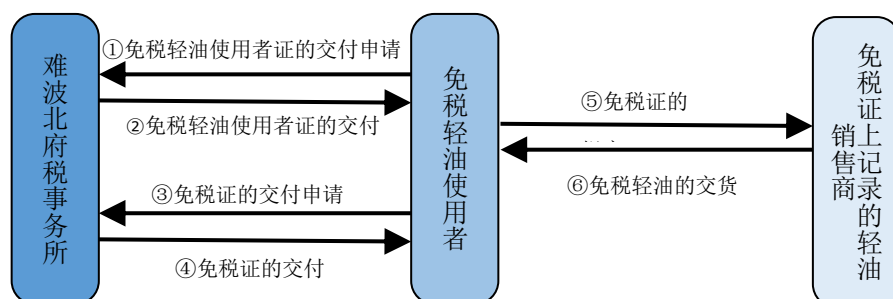 难波北府税事务所
①免税轻油使用者证的交付申请
②免税轻油使用者证的交付
③免税证的交付申请
④免税证的交付
免税轻油使用者
⑤免税证的
⑥免税轻油的交货
免税证上记录的轻油
销售商